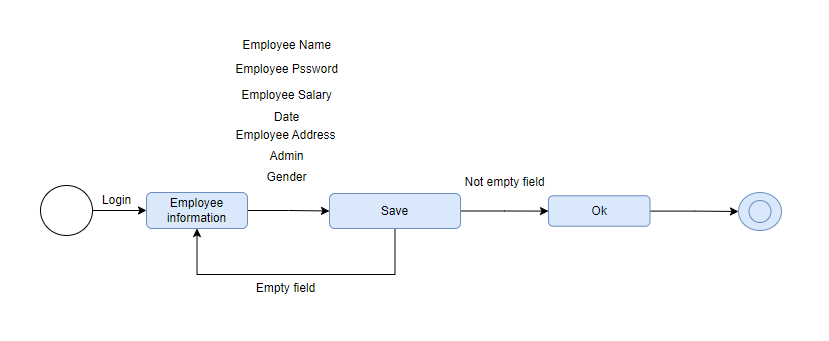 Employee Name
Employee Pssword
Employee Salary
Date
Employee Address
Admin
Gender
Login
Employee
information
Save
Not empty field
Ok
Empty field